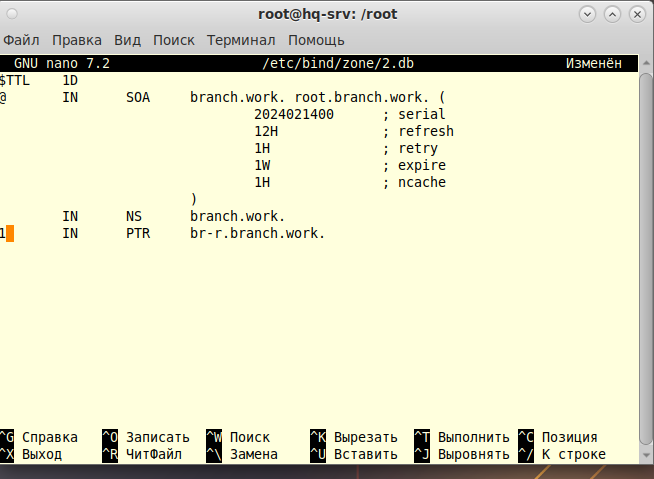 root@hq-srv: /root
Файл Правка Вид Поиск Терминал Помощь
GNU nano 7.2 /etc/bind/zone/2.db Изменён
$TTL 1D
@ IN SOA branch.work. root.branch.work. (
2024021400 ; serial
12H ; refresh
1H ; retry
1W ; expire
1H ; ncache
)
IN NS branch.work.
1 IN PTR br-r.branch.work.
^G Справка ^O Записать ^W Поиск ^K Вырезать ^T Выполнить ^C Позиция
^X Выход ^R ЧитФайл ^\ Замена ^U Вставить ^J Выровнять ^/ К строке